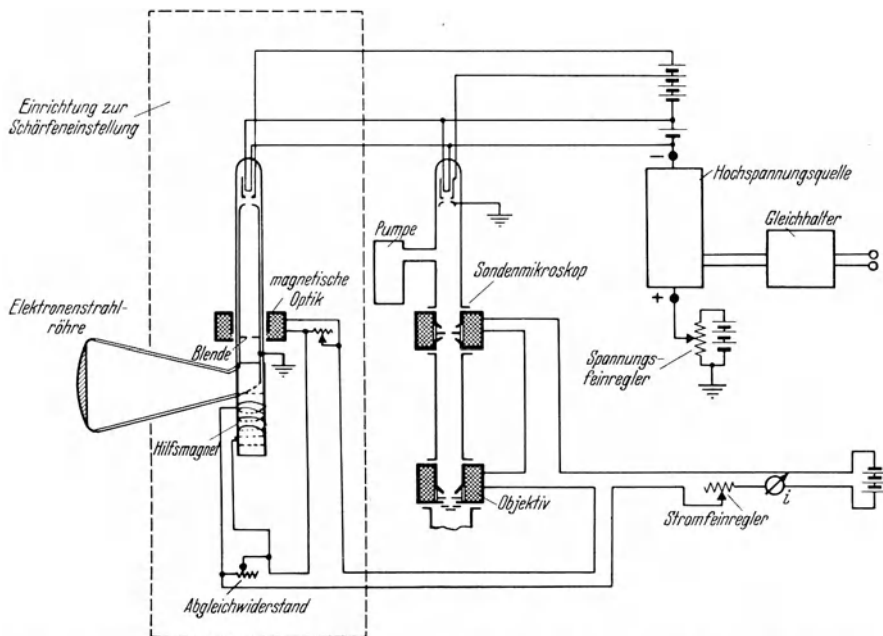 Einrichtung zur
Schärfeneinstellung
Hochspannungsquelle
Gleichhalter
Pumpe
Sondenmikroskop
magnetische
Optik
Elektronenstrahl-
röhre
Blende
Spannungs-
feinregler
Hilfsmagnet
Objektiv
Stromfeinregler
i
Abgleichwiderstand
−
+